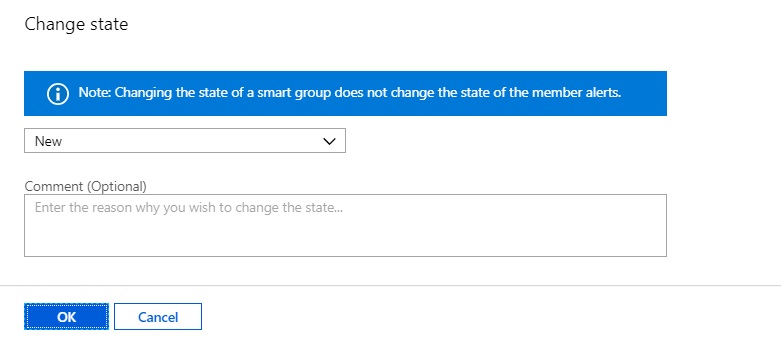 Change state
Note: Changing the state of a smart group does not change the state of the member alerts.
New
Comment (Optional)
Enter the reason why you wish to change the state...
OK Cancel